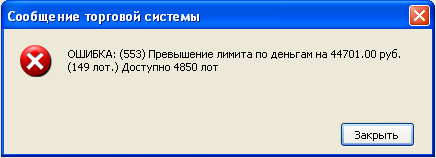 Сообщение торговой системы
ОШИБКА: (553) Превышение лимита по деньгам на 44701.00 руб.
(149 лот.) Доступно 4850 лот
Закрыть